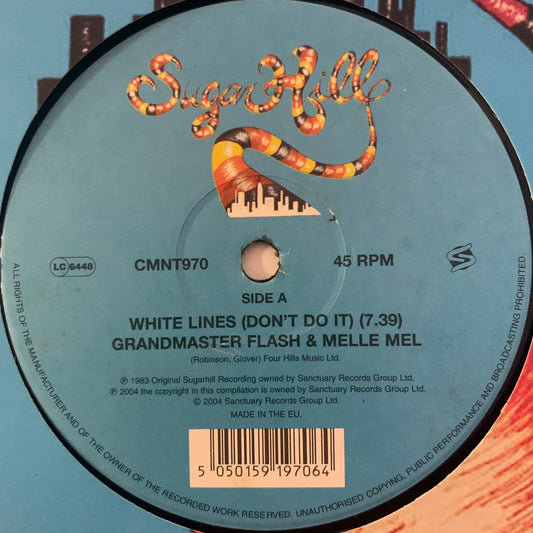 Sugar Hill
LC 6448
CMNT970
45 RPM
S
SIDE A
WHITE LINES (DON'T DO IT) (7.39)
GRANDMASTER FLASH & MELLE MEL
(Robinson, Glover) Four Hills Music Ltd.
℗ 1983 Original Sugarhill Recording owned by Sanctuary Records Group Ltd.
℗ 2004 the copyright in this compilation is owned by Sanctuary Records Group Ltd.
© 2004 Sanctuary Records Group Ltd.
MADE IN THE EU.
5 050159 197064
ALL RIGHTS OF THE MANUFACTURER AND OF THE OWNER OF THE RECORDED WORK RESERVED. UNAUTHORISED COPYING, PUBLIC PERFORMANCE AND BROADCASTING PROHIBITED.